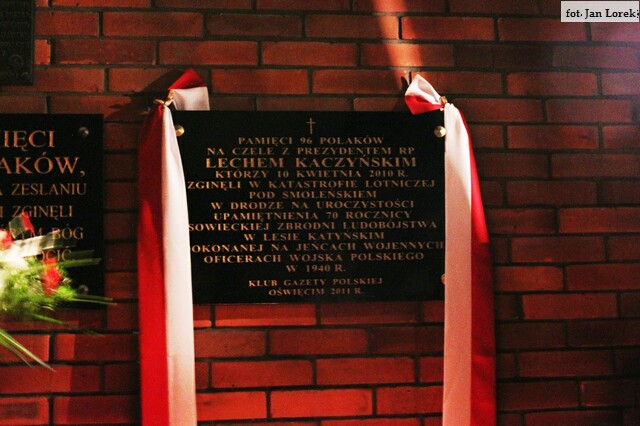 fot. Jan Lorek
PAMIĘCI 96 POLAKÓW
NA CZELE Z PREZYDENTEM RP
LECHEM KACZYŃSKIM
KTÓRZY 10 KWIETNIA 2010 R.
ZGINĘLI W KATASTROFIE LOTNICZEJ
POD SMOLEŃSKIEM
W DRODZE NA UROCZYSTOŚCI
UPAMIĘTNIENIA 70 ROCZNICY
SOWIECKIEJ ZBRODNI LUDOBÓJSTWA
W LESIE KATYŃSKIM
DOKONANEJ NA JEŃCACH WOJENNYCH
OFICERACH WOJSKA POLSKIEGO
W 1940 R.
KLUB GAZETY POLSKIEJ
OŚWIĘCIM 2011 R.
ZESŁANIU
ZGINĘLI
BÓG